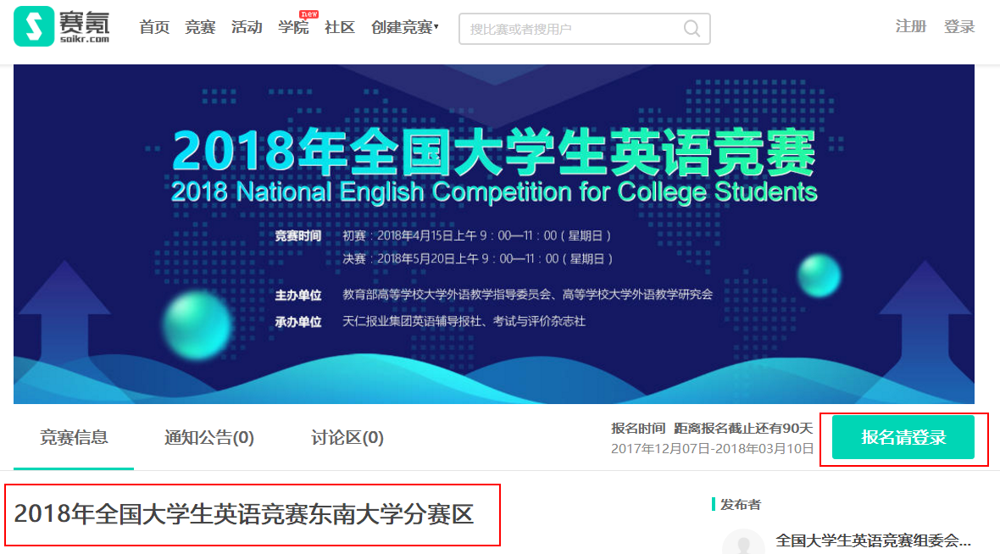 赛氪
saikr.com
首页 竞赛 活动 学院 new 社区 创建竞赛
搜比赛或者搜用户
注册 登录
2018年全国大学生英语竞赛
2018 National English Competition for College Students
竞赛时间 初赛：2018年4月15日上午 9：00—11：00（星期日）
决赛：2018年5月20日上午 9：00—11：00（星期日）
主办单位 教育部高等学校大学外语教学指导委员会、高等学校大学外语教学研究会
承办单位 天仁报业集团英语辅导报社、考试与评价杂志社
竞赛信息 通知公告(0) 讨论区(0)
报名时间 距离报名截止还有90天
2017年12月07日-2018年03月10日
报名请登录
2018年全国大学生英语竞赛东南大学分赛区
发布者
全国大学生英语竞赛组委会...